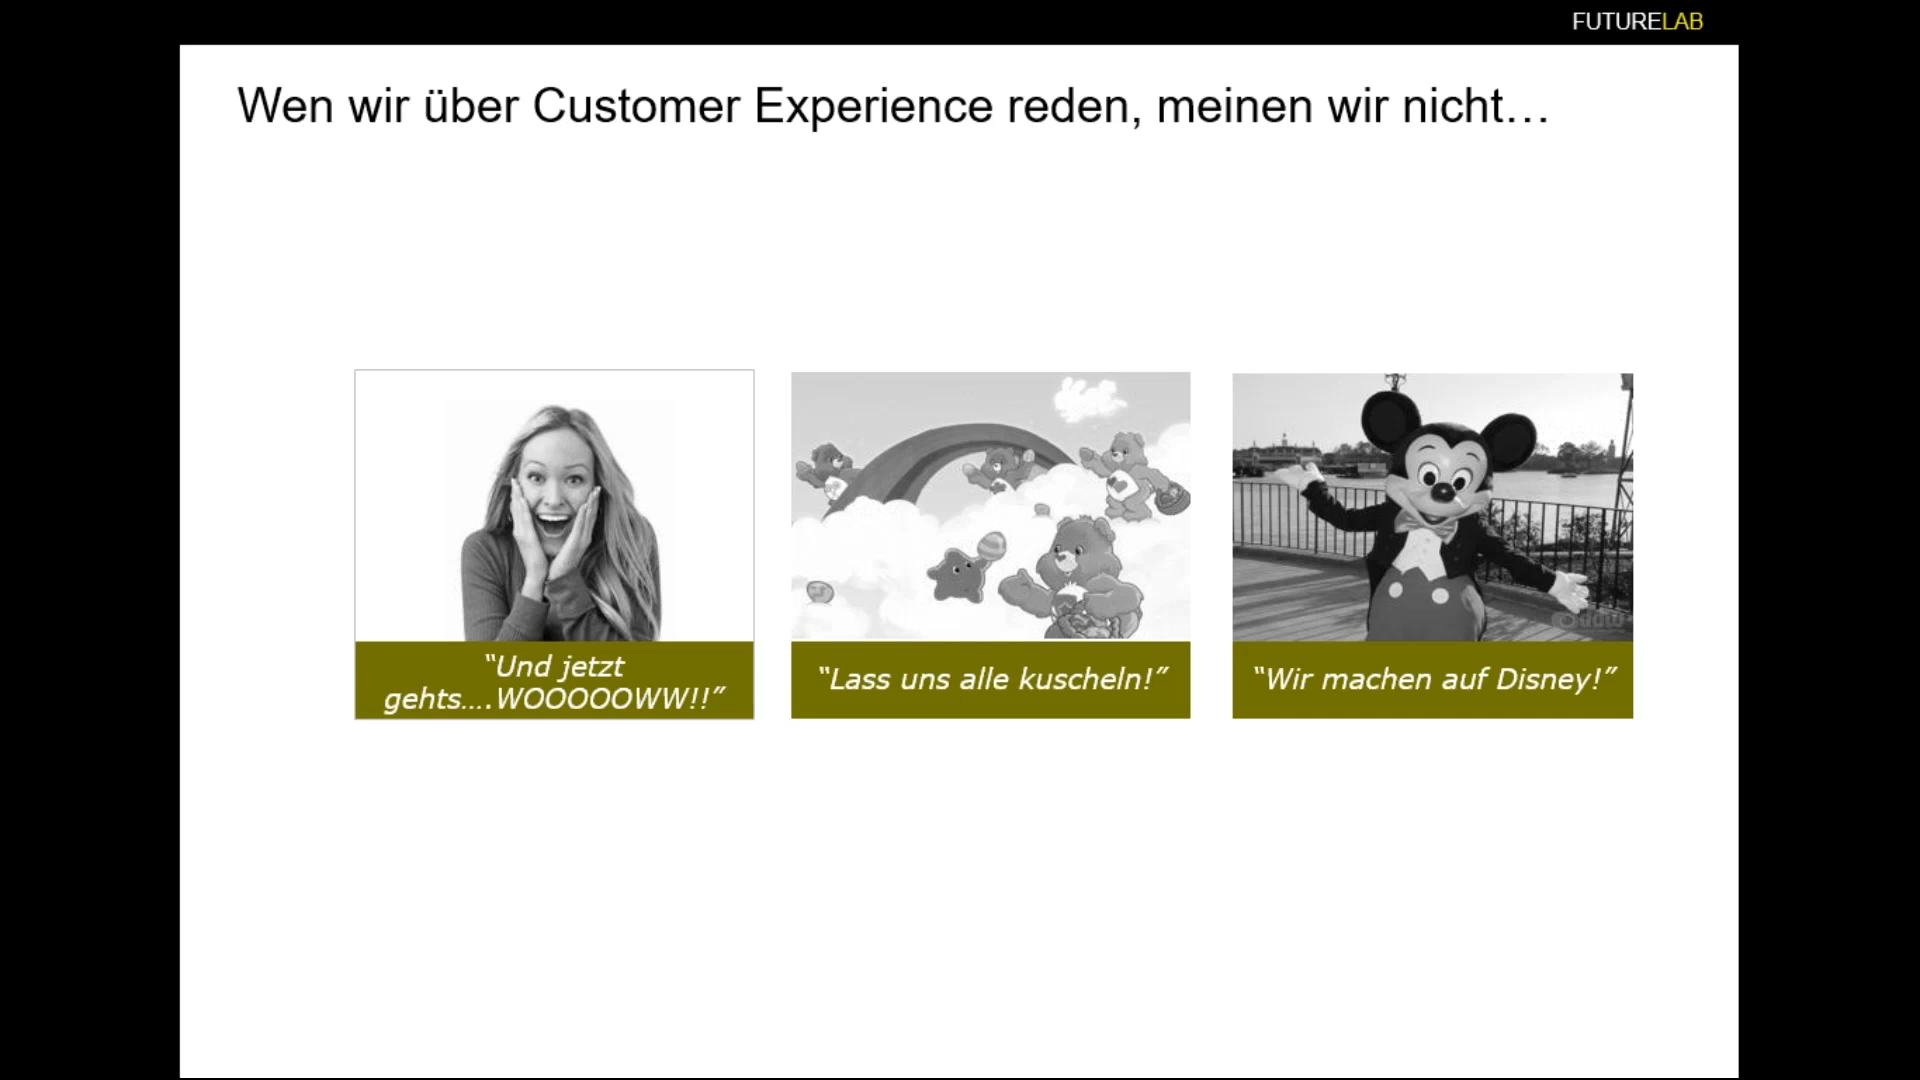 FUTURELAB
Wen wir über Customer Experience reden, meinen wir nicht…
“Und jetzt
gehts….WOOOOOWW!!”
“Lass uns alle kuscheln!”
“Wir machen auf Disney!”